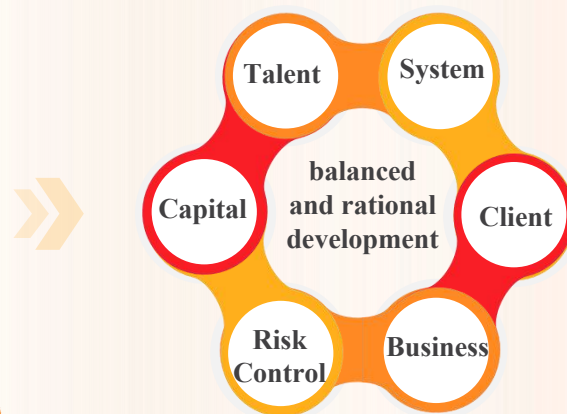 Talent
System
balanced
and rational
development
Capital
Client
Risk
Control
Business